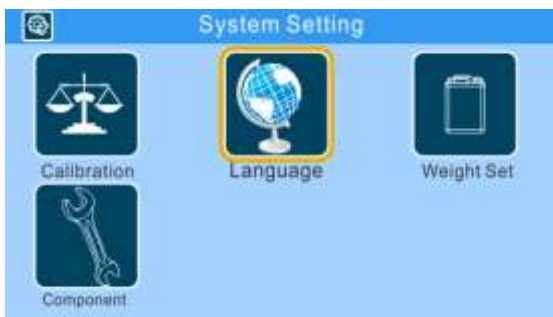 System Setting
Calibration
Language
Weight Set
Component